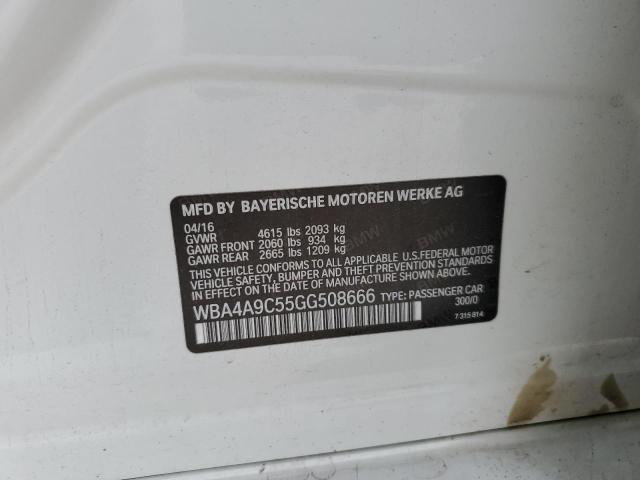 MFD BY BAYERISCHE MOTOREN WERKE AG
04/16
GVWR 4615 lbs 2093 kg
GAWR FRONT 2060 lbs 934 kg
GAWR REAR 2665 lbs 1209 kg
THIS VEHICLE CONFORMS TO ALL APPLICABLE U.S.FEDERAL MOTOR
VEHICLE SAFETY, BUMPER, AND THEFT PREVENTION STANDARDS
IN EFFECT ON THE DATE OF MANUFACTURE SHOWN ABOVE.
WBA4A9C55GG508666 TYPE: PASSENGER CAR
300/0
7 315 814